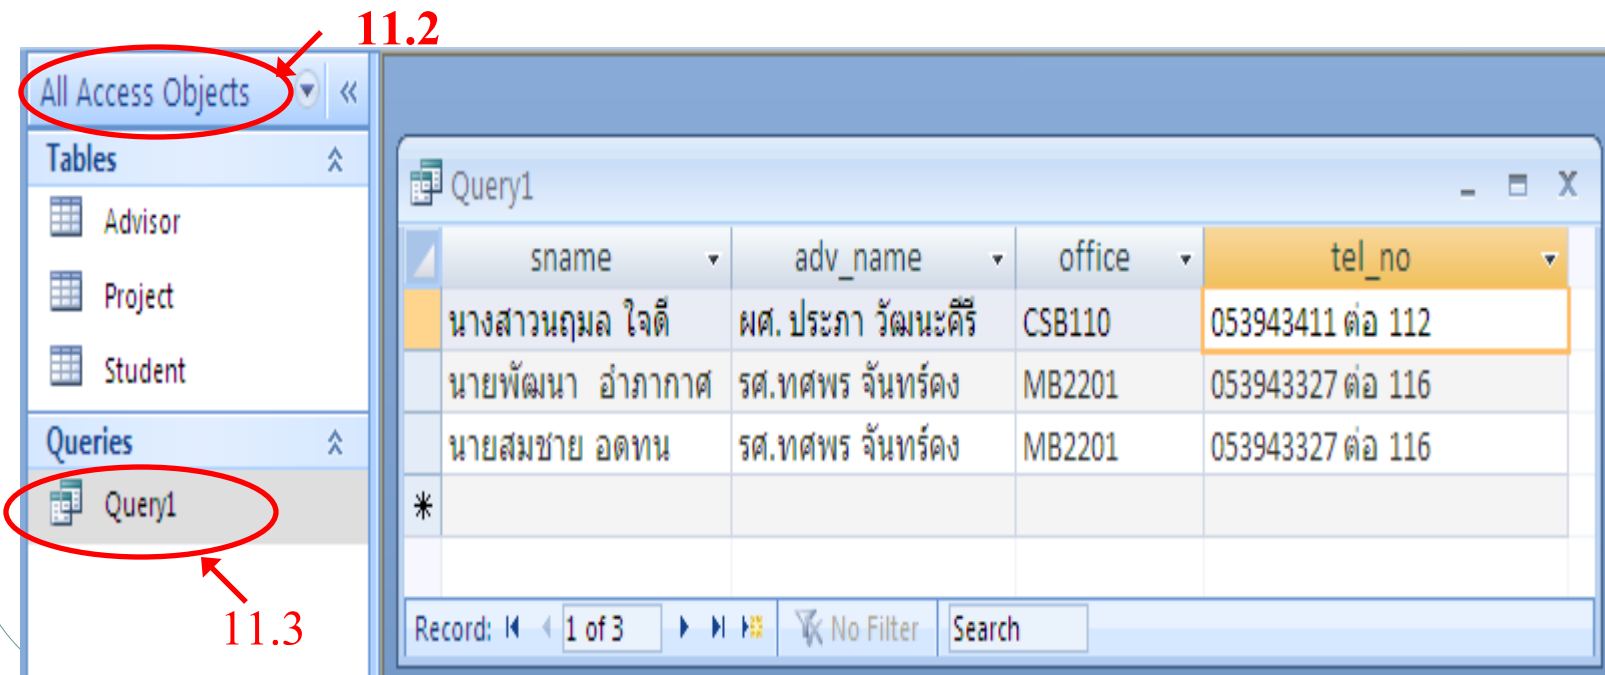 11.2
All Access Objects
Tables
Advisor
Project
Student
Queries
Query1
11.3
Query1
sname adv_name office tel_no
นางสาวนฤมล ใจดี ผศ. ประภา วัฒนะคีรี CSB110 053943411 ต่อ 112
นายพัฒนา อำภากาศ รศ.ทศพร จันทร์คง MB2201 053943327 ต่อ 116
นายสมชาย อดทน รศ.ทศพร จันทร์คง MB2201 053943327 ต่อ 116
Record: 1 of 3 No Filter Search